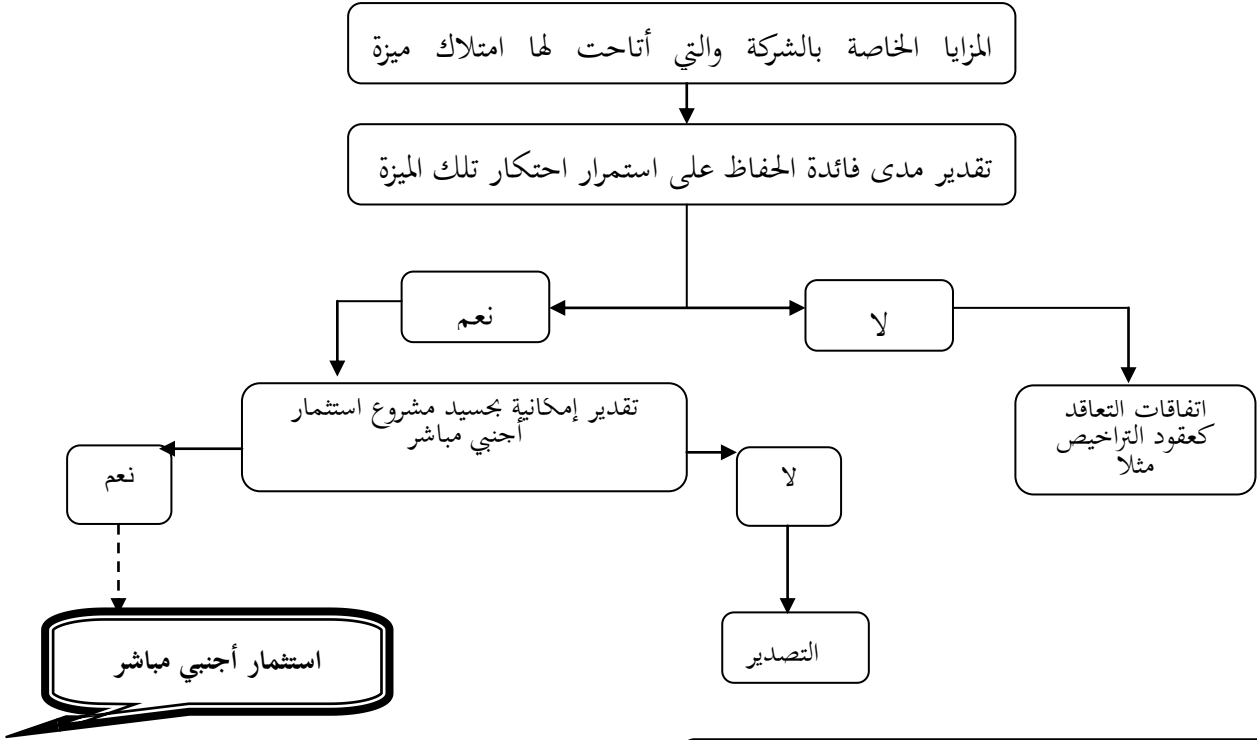 المزايا الخاصة بالشركة والتي أتاحت لها امتلاك ميزة
تقدير مدى فائدة الحفاظ على استمرار احتكار تلك الميزة
لا
نعم
اتفاقات التعاقد
كعقود التراخيص
مثلا
تقدير إمكانية بحسيد مشروع استثمار
أجنبي مباشر
لا
نعم
التصدير
استثمار أجنبي مباشر